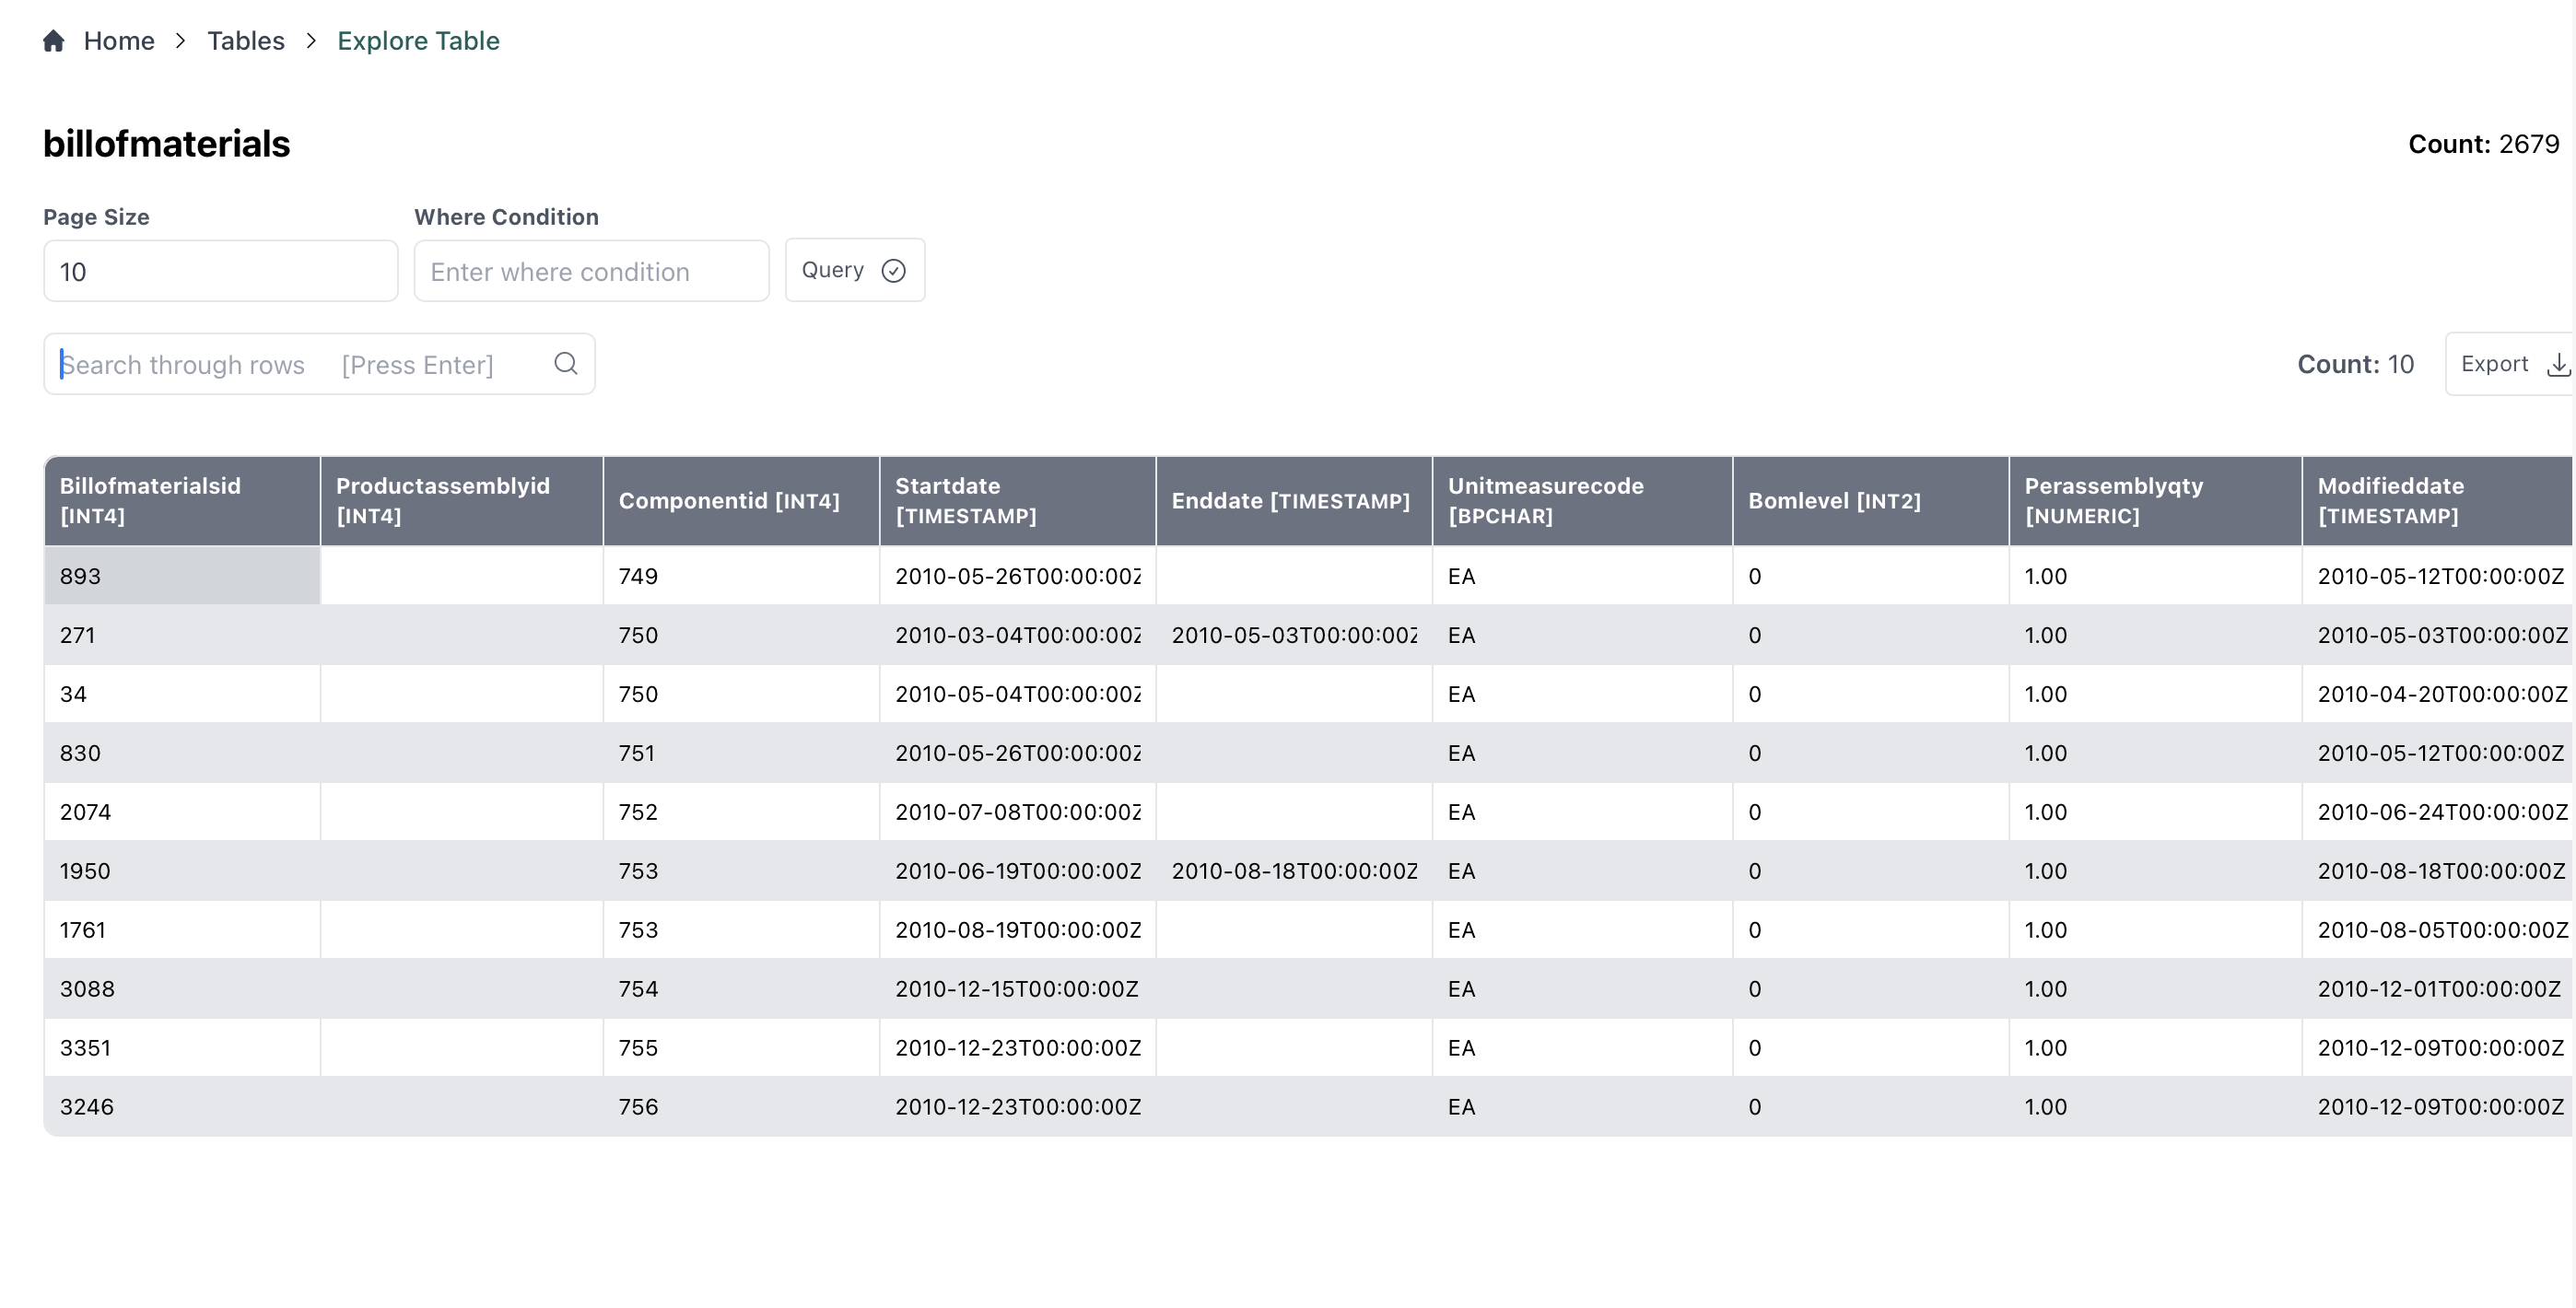 Home > Tables > Explore Table
billofmaterials Count: 2679
Page Size Where Condition
10 Enter where condition Query
Search through rows [Press Enter] Count: 10 Export
Billofmaterialsid [INT4] Productassemblyid [INT4] Componentid [INT4] Startdate [TIMESTAMP] Enddate [TIMESTAMP] Unitmeasurecode [BPCHAR] Bomlevel [INT2] Perassemblyqty [NUMERIC] Modifieddate [TIMESTAMP]
893 749 2010-05-26T00:00:00Z EA 0 1.00 2010-05-12T00:00:00Z
271 750 2010-03-04T00:00:00Z 2010-05-03T00:00:00Z EA 0 1.00 2010-05-03T00:00:00Z
34 750 2010-05-04T00:00:00Z EA 0 1.00 2010-04-20T00:00:00Z
830 751 2010-05-26T00:00:00Z EA 0 1.00 2010-05-12T00:00:00Z
2074 752 2010-07-08T00:00:00Z EA 0 1.00 2010-06-24T00:00:00Z
1950 753 2010-06-19T00:00:00Z 2010-08-18T00:00:00Z EA 0 1.00 2010-08-18T00:00:00Z
1761 753 2010-08-19T00:00:00Z EA 0 1.00 2010-08-05T00:00:00Z
3088 754 2010-12-15T00:00:00Z EA 0 1.00 2010-12-01T00:00:00Z
3351 755 2010-12-23T00:00:00Z EA 0 1.00 2010-12-09T00:00:00Z
3246 756 2010-12-23T00:00:00Z EA 0 1.00 2010-12-09T00:00:00Z